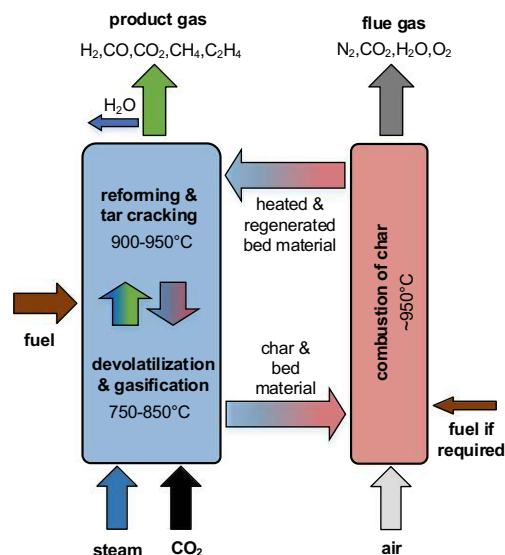 product gas
H₂,CO,CO₂,CH₄,C₂H₄
H₂O
flue gas
N₂,CO₂,H₂O,O₂
reforming &
tar cracking
900-950°C
heated &
regenerated
bed material
combustion of char
~950°C
fuel
devolatilization
& gasification
750-850°C
char &
bed
material
fuel if
required
steam
CO₂
air